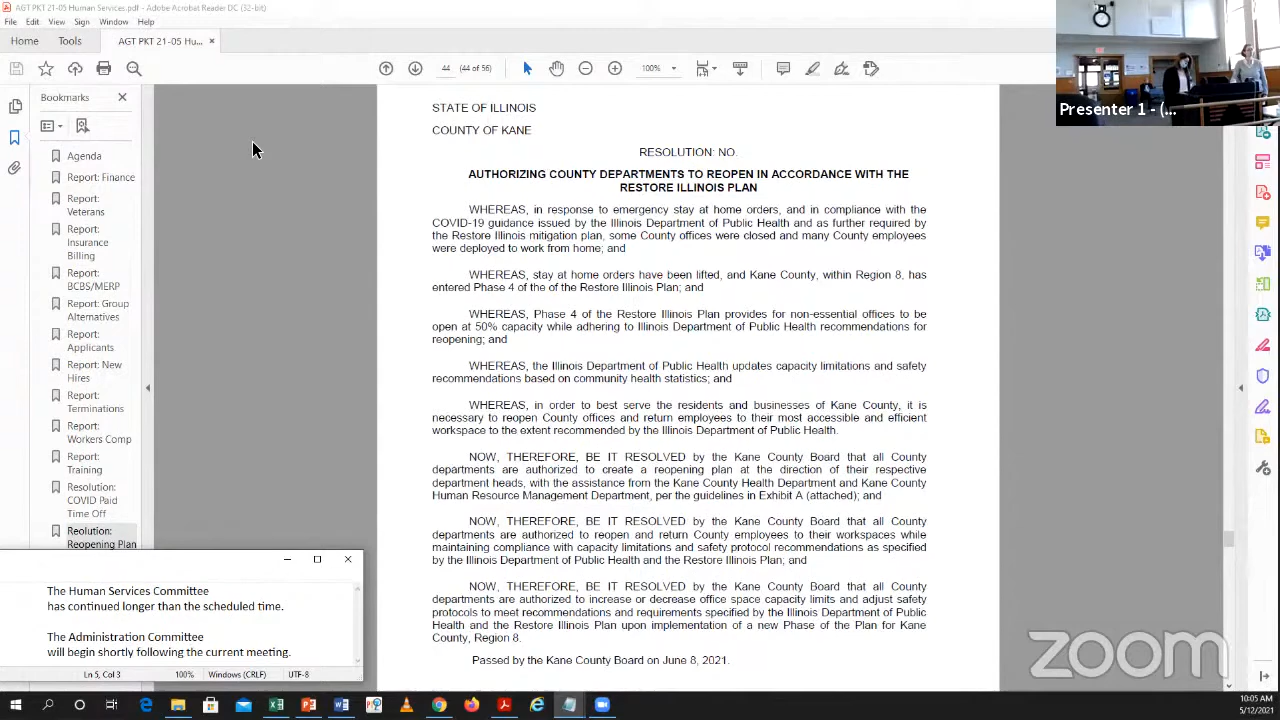 AGT PKT 21-05 Human Services.pdf - Adobe Acrobat Reader DC (32-bit)
File Edit View Sign Window Help
Home Tools AGT PKT 21-05 Hu... ×
44 (44 of 56) 100%
Presenter 1 - (...
Bookmarks
Agenda
Report: Finance
Report:
Veterans
Report:
Insurance
Billing
Report:
BCBS/MERP
Report: Group
Alternatives
Report:
Applicants
Report: New
Hires
Report:
Terminations
Report:
Workers Comp
Report:
Training
Resolution:
COVID Paid
Time Off
Reolution:
Reopening Plan
STATE OF ILLINOIS
COUNTY OF KANE
RESOLUTION: NO.
AUTHORIZING COUNTY DEPARTMENTS TO REOPEN IN ACCORDANCE WITH THE
RESTORE ILLINOIS PLAN
WHEREAS, in response to emergency stay at home orders, and in compliance with the
COVID-19 guidance issued by the Illinois Department of Public Health and as further required by
the Restore Illinois mitigation plan, some County offices were closed and many County employees
were deployed to work from home; and
WHEREAS, stay at home orders have been lifted, and Kane County, within Region 8, has
entered Phase 4 of the of the Restore Illinois Plan; and
WHEREAS, Phase 4 of the Restore Illinois Plan provides for non-essential offices to be
open at 50% capacity while adhering to Illinois Department of Public Health recommendations for
reopening; and
WHEREAS, the Illinois Department of Public Health updates capacity limitations and safety
recommendations based on community health statistics; and
WHEREAS, in order to best serve the residents and businesses of Kane County, it is
necessary to reopen County offices and return employees to their most accessible and efficient
workspace to the extent recommended by the Illinois Department of Public Health.
NOW, THEREFORE, BE IT RESOLVED by the Kane County Board that all County
departments are authorized to create a reopening plan at the direction of their respective
department heads, with the assistance from the Kane County Health Department and Kane County
Human Resource Management Department, per the guidelines in Exhibit A (attached); and
NOW, THEREFORE, BE IT RESOLVED by the Kane County Board that all County
departments are authorized to reopen and return County employees to their workspaces while
maintaining compliance with capacity limitations and safety protocol recommendations as specified
by the Illinois Department of Public Health and the Restore Illinois Plan; and
NOW, THEREFORE, BE IT RESOLVED by the Kane County Board that all County
departments are authorized to increase or decrease office space capacity limits and adjust safety
protocols to meet recommendations and requirements specified by the Illinois Department of Public
Health and the Restore Illinois Plan upon implementation of a new Phase of the Plan for Kane
County, Region 8.
Passed by the Kane County Board on June 8, 2021.
The Human Services Committee
has continued longer than the scheduled time.
The Administration Committee
will begin shortly following the current meeting.
Ln 5, Col 3 100% Windows (CRLF) UTF-8
zoom
10:05 AM
5/12/2021